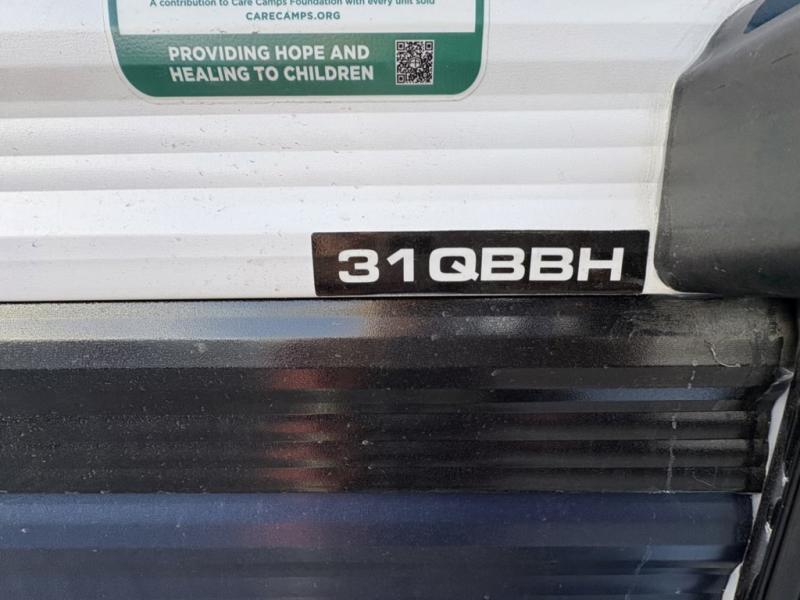 A contribution to Care Camps Foundation with every unit sold
CARECAMPS.ORG
PROVIDING HOPE AND
HEALING TO CHILDREN
31QBBH